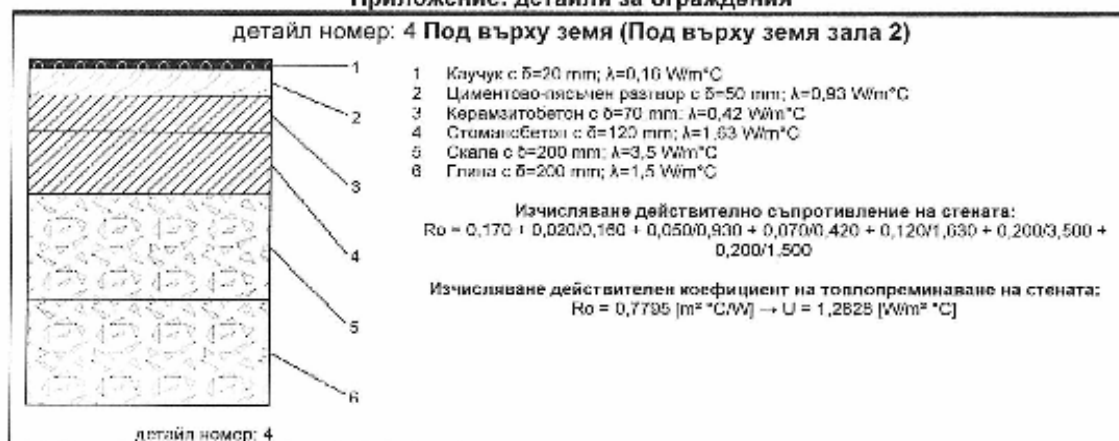 Приложение: детайли за ограждения
детайл номер: 4 Под върху земя (Под върху земя зала 2)
1 Каучук с δ=20 mm; λ=0,16 W/m°C
2 Циментово-пясъчен разтвор с δ=50 mm; λ=0,93 W/m°C
3 Керамзитобетон с δ=70 mm; λ=0,42 W/m°C
4 Стоманобетон с δ=120 mm; λ=1,63 W/m°C
5 Скала с δ=200 mm; λ=3,5 W/m°C
6 Глина с δ=200 mm; λ=1,5 W/m°C
Изчисляване действително съпротивление на стената:
Ro = 0,170 + 0,020/0,160 + 0,050/0,930 + 0,070/0,420 + 0,120/1,630 + 0,200/3,500 +
0,200/1,500
Изчисляване действителен коефициент на топлопреминаване на стената:
Ro = 0,7795 [m² °C/W] → U = 1,2828 [W/m² °C]
1
2
3
4
5
6
детайл номер: 4